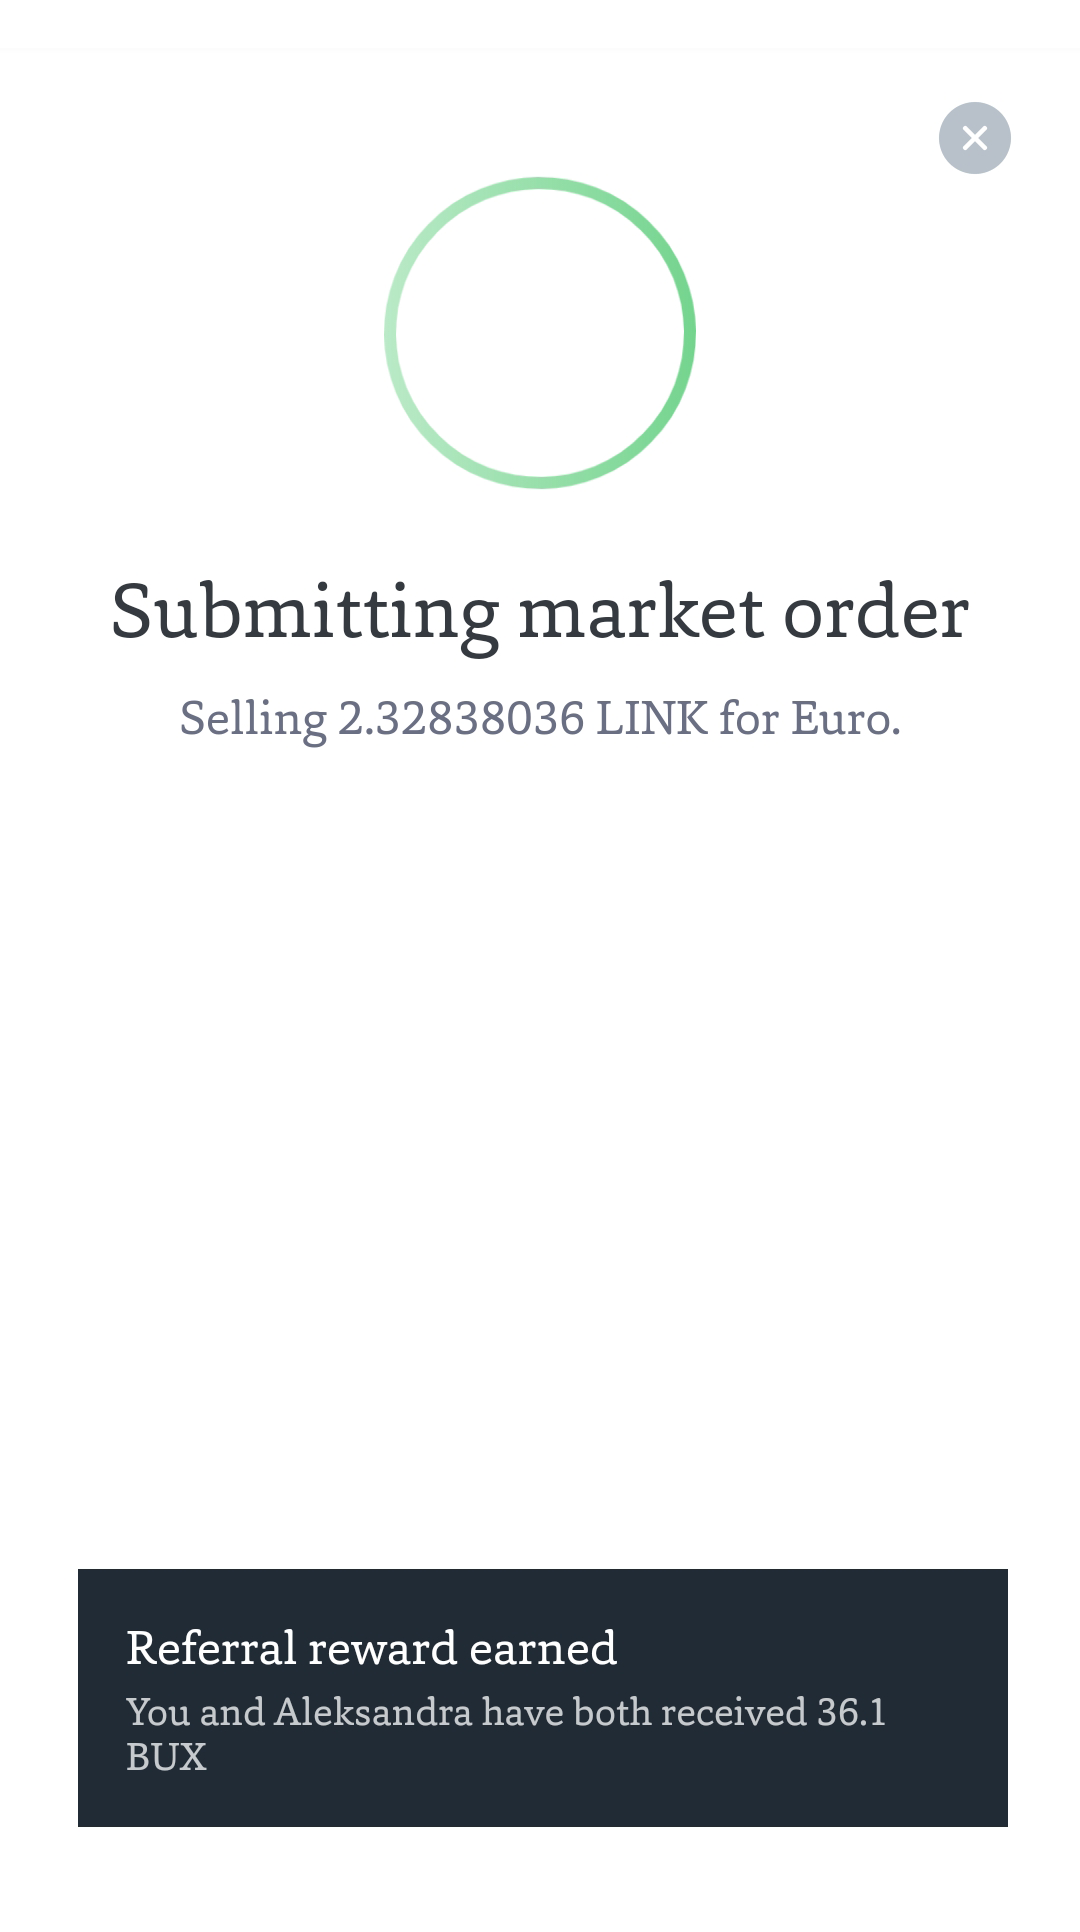 Submitting market order
Selling 2.32838036 LINK for Euro.
Referral reward earned
You and Aleksandra have both received 36.1
BUX